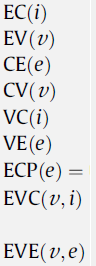 EC(i)
EV(v)
CE(e)
CV(v)
VC(i)
VE(e)
ECP(e) =
EVC(v, i)
EVE(v, e)